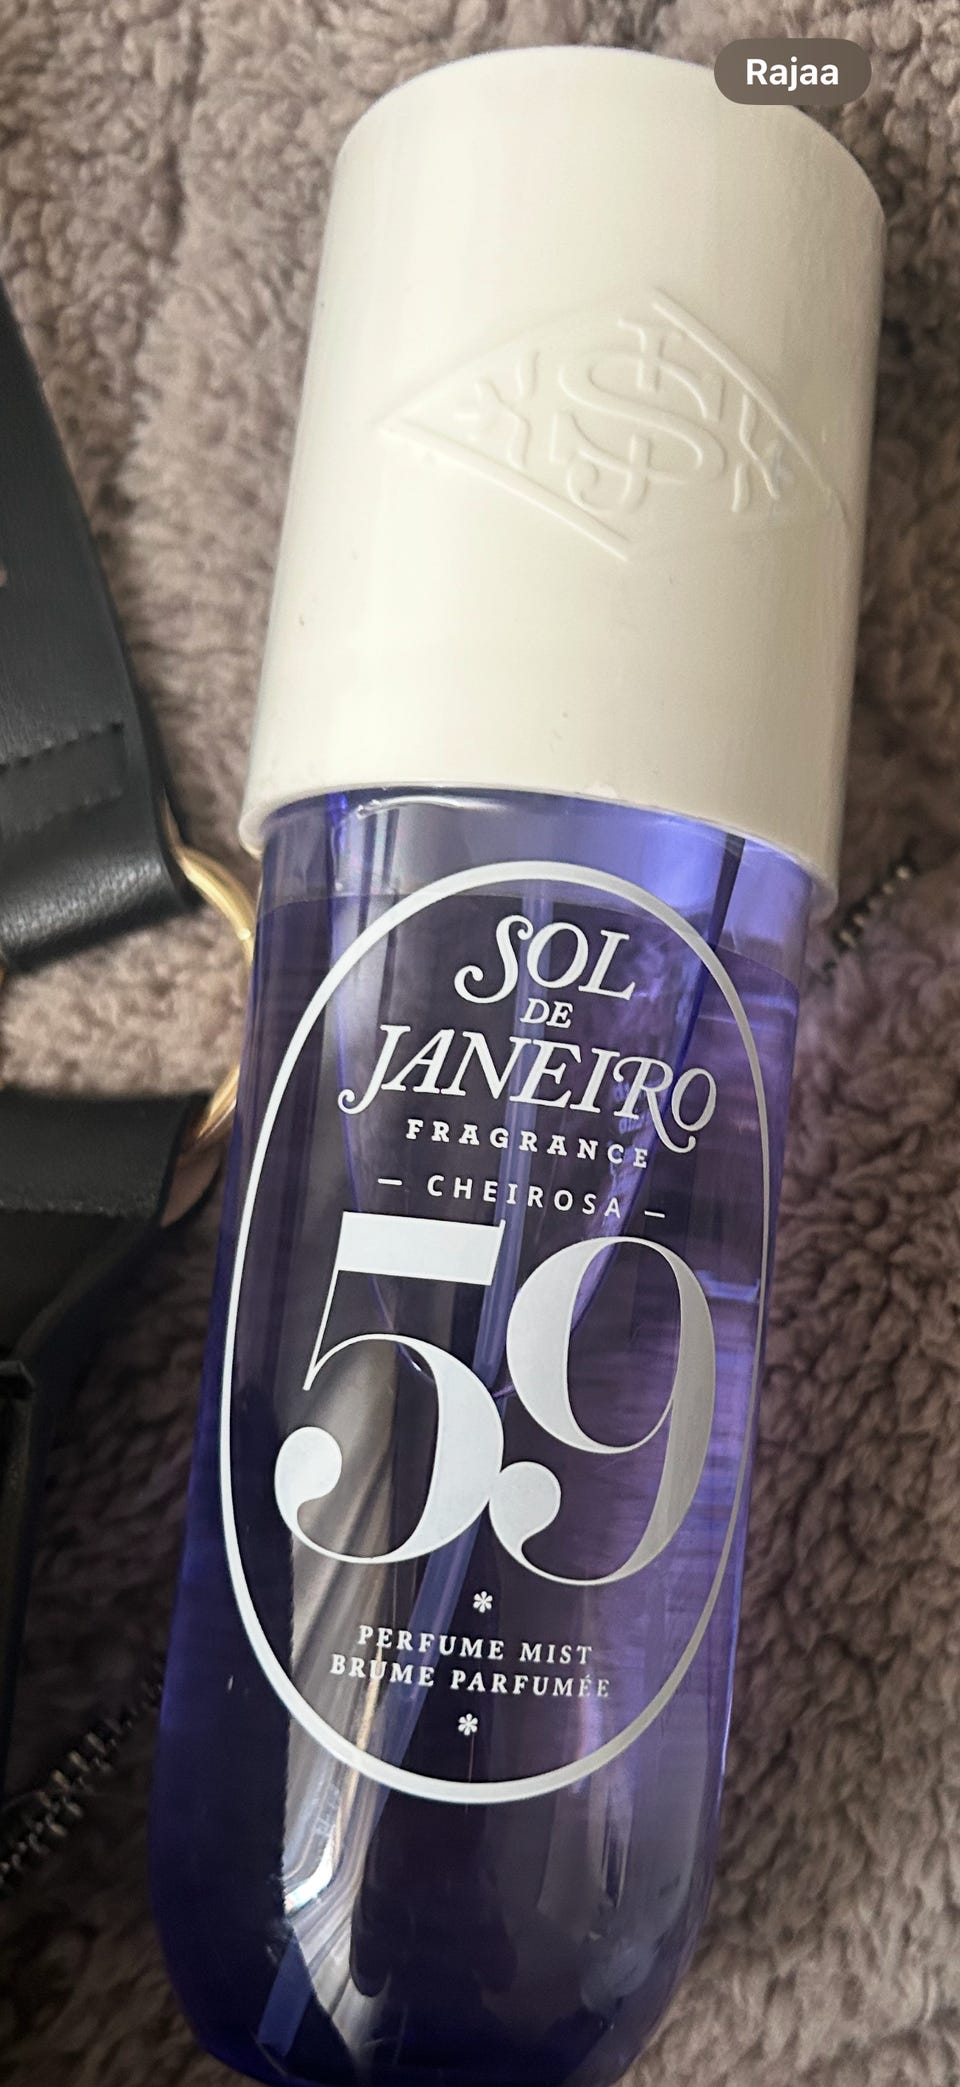 Rajaa
SOL
DE
JANEIRO
FRAGRANCE
— CHEIROSA —
59
*
PERFUME MIST
BRUME PARFUMÉE
*